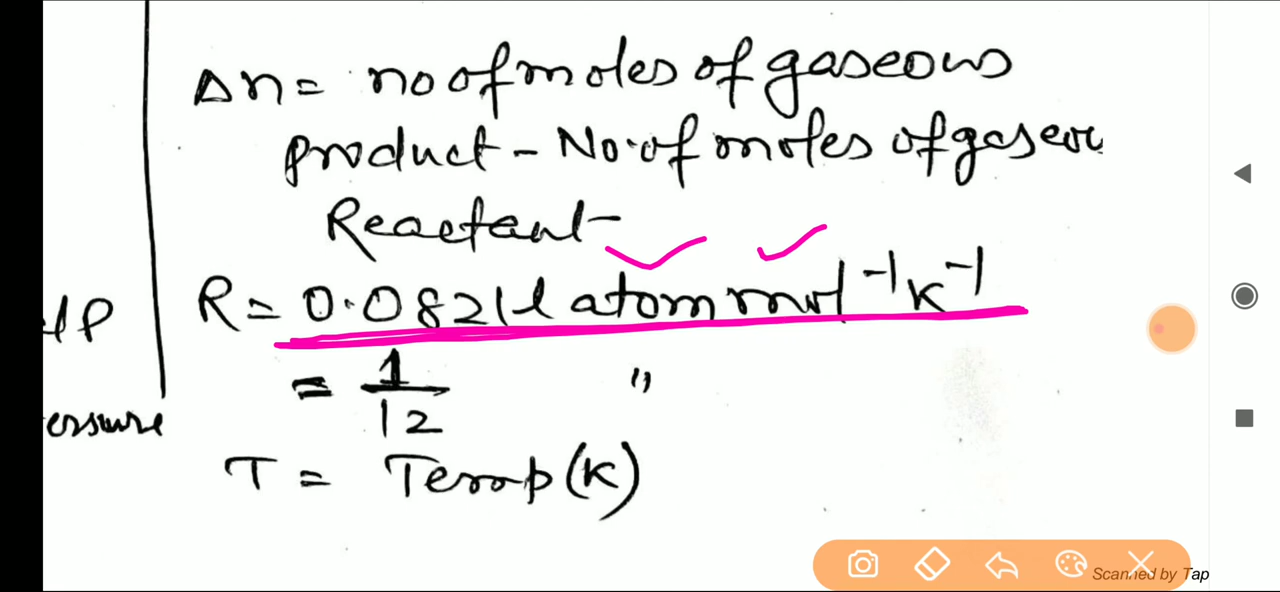 Δn = no of moles of gaseous
product - No. of moles of gaseou
Reactant-
R = 0.0821 l atom mol⁻¹ K⁻¹
= 1/12 "
T = Temp (K)
ersure
Scanned by Tap